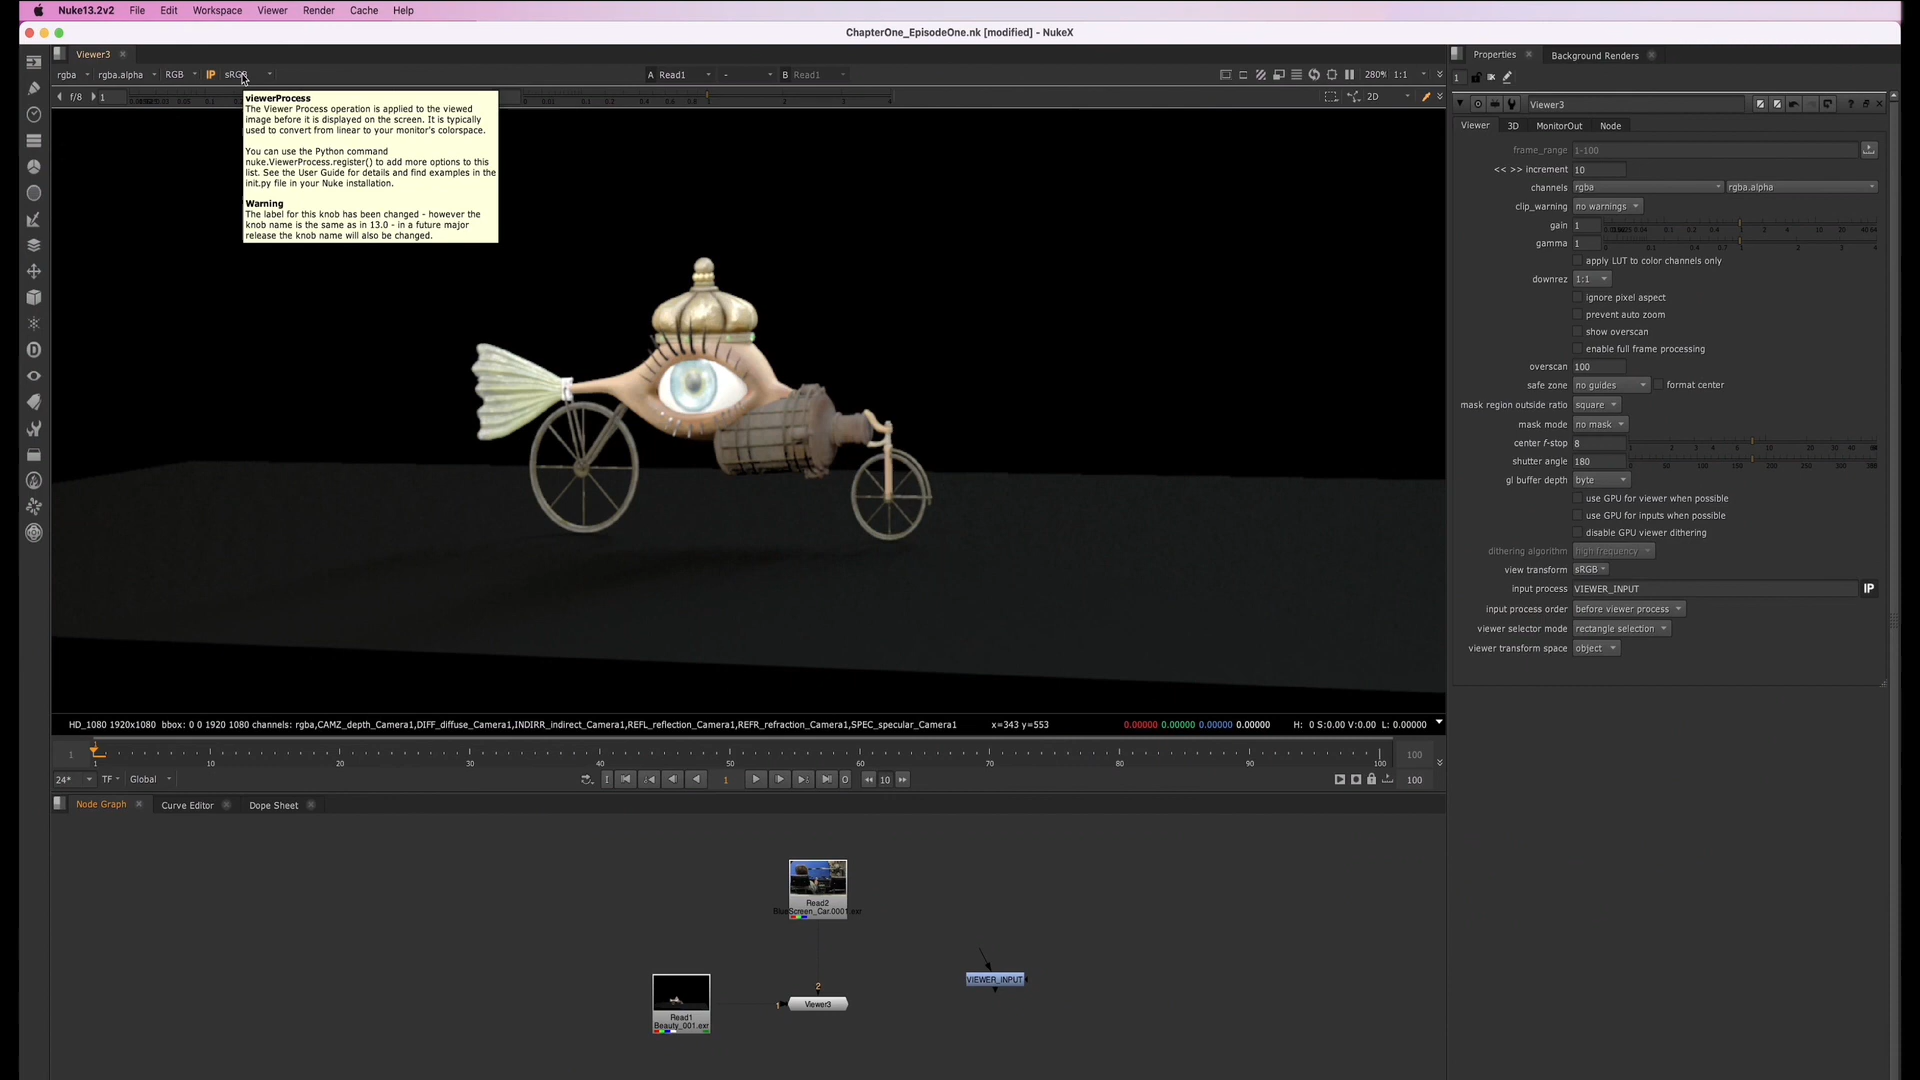 Nuke13.2v2 File Edit Workspace Viewer Render Cache Help
ChapterOne_EpisodeOne.nk [modified] - NukeX
Viewer3
rgba rgba.alpha RGB IP sRGB A Read1 - B Read1 280% 1:1
f/8 1 2D
viewerProcess
The Viewer Process operation is applied to the viewed
image before it is displayed on the screen. It is typically
used to convert from linear to your monitor's colorspace.
You can use the Python command
nuke.ViewerProcess.register() to add more options to this
list. See the User Guide for details and find examples in the
init.py file in your Nuke installation.
Warning
The label for this knob has been changed - however the
knob name is the same as in 13.0 - in a future major
release the knob name will also be changed.
HD_1080 1920x1080 bbox: 0 0 1920 1080 channels: rgba,CAMZ_depth_Camera1,DIFF_diffuse_Camera1,INDIRR_indirect_Camera1,REFL_reflection_Camera1,REFR_refraction_Camera1,SPEC_specular_Camera1 x=343 y=553 0.00000 0.00000 0.00000 0.00000 H: 0 S:0.00 V:0.00 L: 0.00000
1 1 10 20 30 40 50 60 70 80 90 100 100
24* TF Global I 1 O 10 100
Node Graph Curve Editor Dope Sheet
Read2
BlueScreen_Car.0001.exr
2
VIEWER_INPUT
1 Viewer3
Read1
Beauty_001.exr
Properties Background Renders
1
Viewer3
Viewer 3D MonitorOut Node
frame_range 1-100
<< >> increment 10
channels rgba rgba.alpha
clip_warning no warnings
gain 1
gamma 1
apply LUT to color channels only
downrez 1:1
ignore pixel aspect
prevent auto zoom
show overscan
enable full frame processing
overscan 100
safe zone no guides format center
mask region outside ratio square
mask mode no mask
center f-stop 8
shutter angle 180
gl buffer depth byte
use GPU for viewer when possible
use GPU for inputs when possible
disable GPU viewer dithering
dithering algorithm high frequency
view transform sRGB
input process VIEWER_INPUT IP
input process order before viewer process
viewer selector mode rectangle selection
viewer transform space object